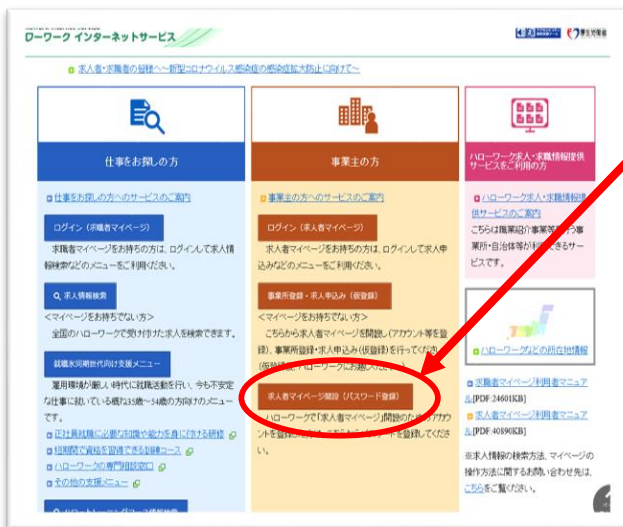 ローワーク インターネットサービス
厚生労働省
求人者・求職者の皆様へ~新型コロナウイルス感染症の感染症拡大防止に向けて~
仕事をお探しの方
仕事をお探しの方へのサービスのご案内
ログイン（求職者マイページ）
求職者マイページをお持ちの方は、ログインして求人情
報検索などのメニューをご利用ください。
求人情報検索
<マイページをお持ちでない方>
全国のハローワークで受け付けた求人を検索できます。
就職氷河期世代向け支援メニュー
雇用環境が厳しい時代に就職活動を行い、今も不安定
な仕事に就いている概ね35歳~54歳の方向けのメニュー
です。
正社員就職に必要な知識や能力を身に付ける研修
短期間で資格を習得できる訓練コース
ハローワークの専門相談窓口
その他の支援メニュー
事業主の方
事業主の方へのサービスのご案内
ログイン（求人者マイページ）
求人者マイページをお持ちの方は、ログインして求人申
込みなどのメニューをご利用ください。
事業所登録・求人申込み（仮登録）
<マイページをお持ちでない方>
こちらから求人者マイページを開設し（アカウント等を登
録）、事業所登録・求人申込み（仮登録）を行ってください
求人者マイページ開設（パスワード登録）
ハローワークで「求人者マイページ」開設のためのアカウ
い。
ハローワーク求人・求職情報提供
サービスをご利用の方
ハローワーク求人・求職情報提
供サービスのご案内
こちらは職業紹介事業等を行う事
業所・自治体等が利用できるサー
ビスです。
ハローワークなどの所在地情報
求職者マイページ利用者マニュア
ル[PDF:24601KB]
求人者マイページ利用者マニュア
ル[PDF:40890KB]
※求人情報の検索方法、マイページの
操作方法に関するお問い合わせ先は、
こちらをご覧ください。